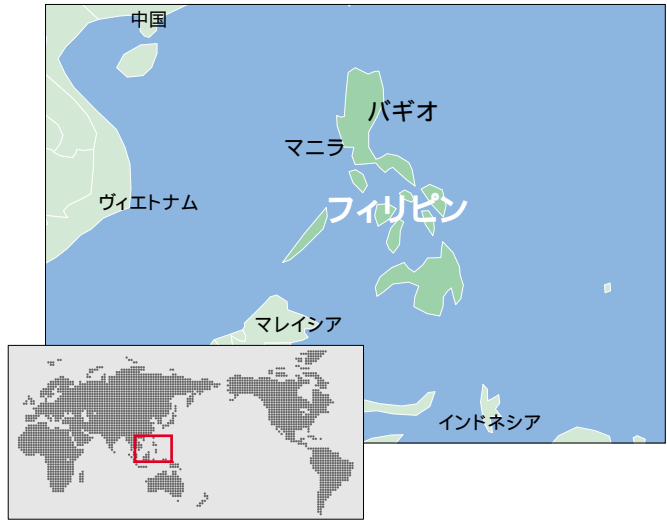 中国
バギオ
マニラ
ヴィエトナム
フィリピン
マレイシア
インドネシア